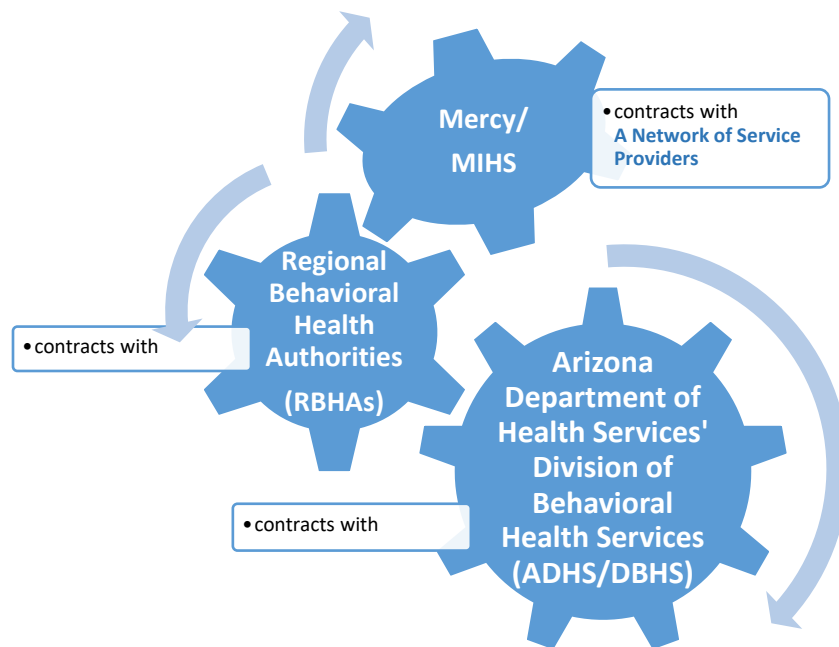 Mercy/
MIHS
•contracts with
A Network of Service
Providers
Regional
Behavioral
Health
Authorities
(RBHAs)
•contracts with
Arizona
Department of
Health Services'
Division of
Behavioral
Health Services
(ADHS/DBHS)
•contracts with